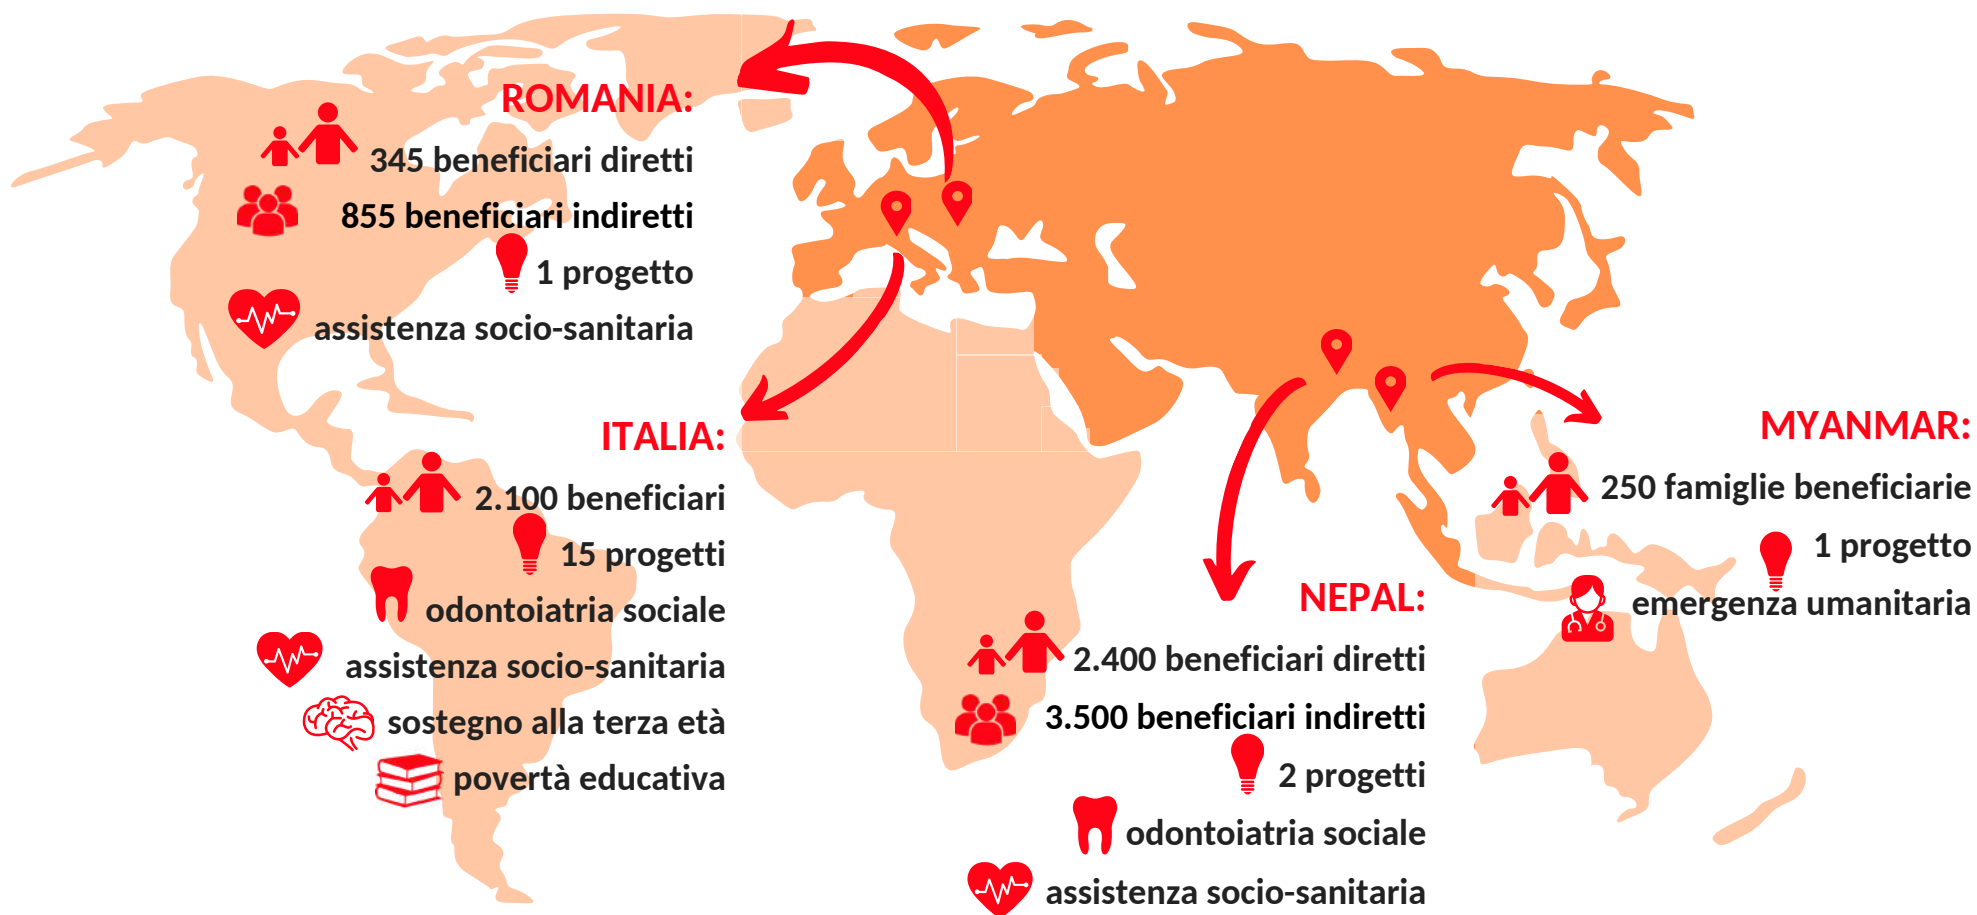 ROMANIA:
345 beneficiari diretti
855 beneficiari indiretti
1 progetto
assistenza socio-sanitaria
ITALIA:
2.100 beneficiari
15 progetti
odontoiatria sociale
assistenza socio-sanitaria
sostegno alla terza età
povertà educativa
NEPAL:
2.400 beneficiari diretti
3.500 beneficiari indiretti
2 progetti
odontoiatria sociale
assistenza socio-sanitaria
MYANMAR:
250 famiglie beneficiarie
1 progetto
emergenza umanitaria